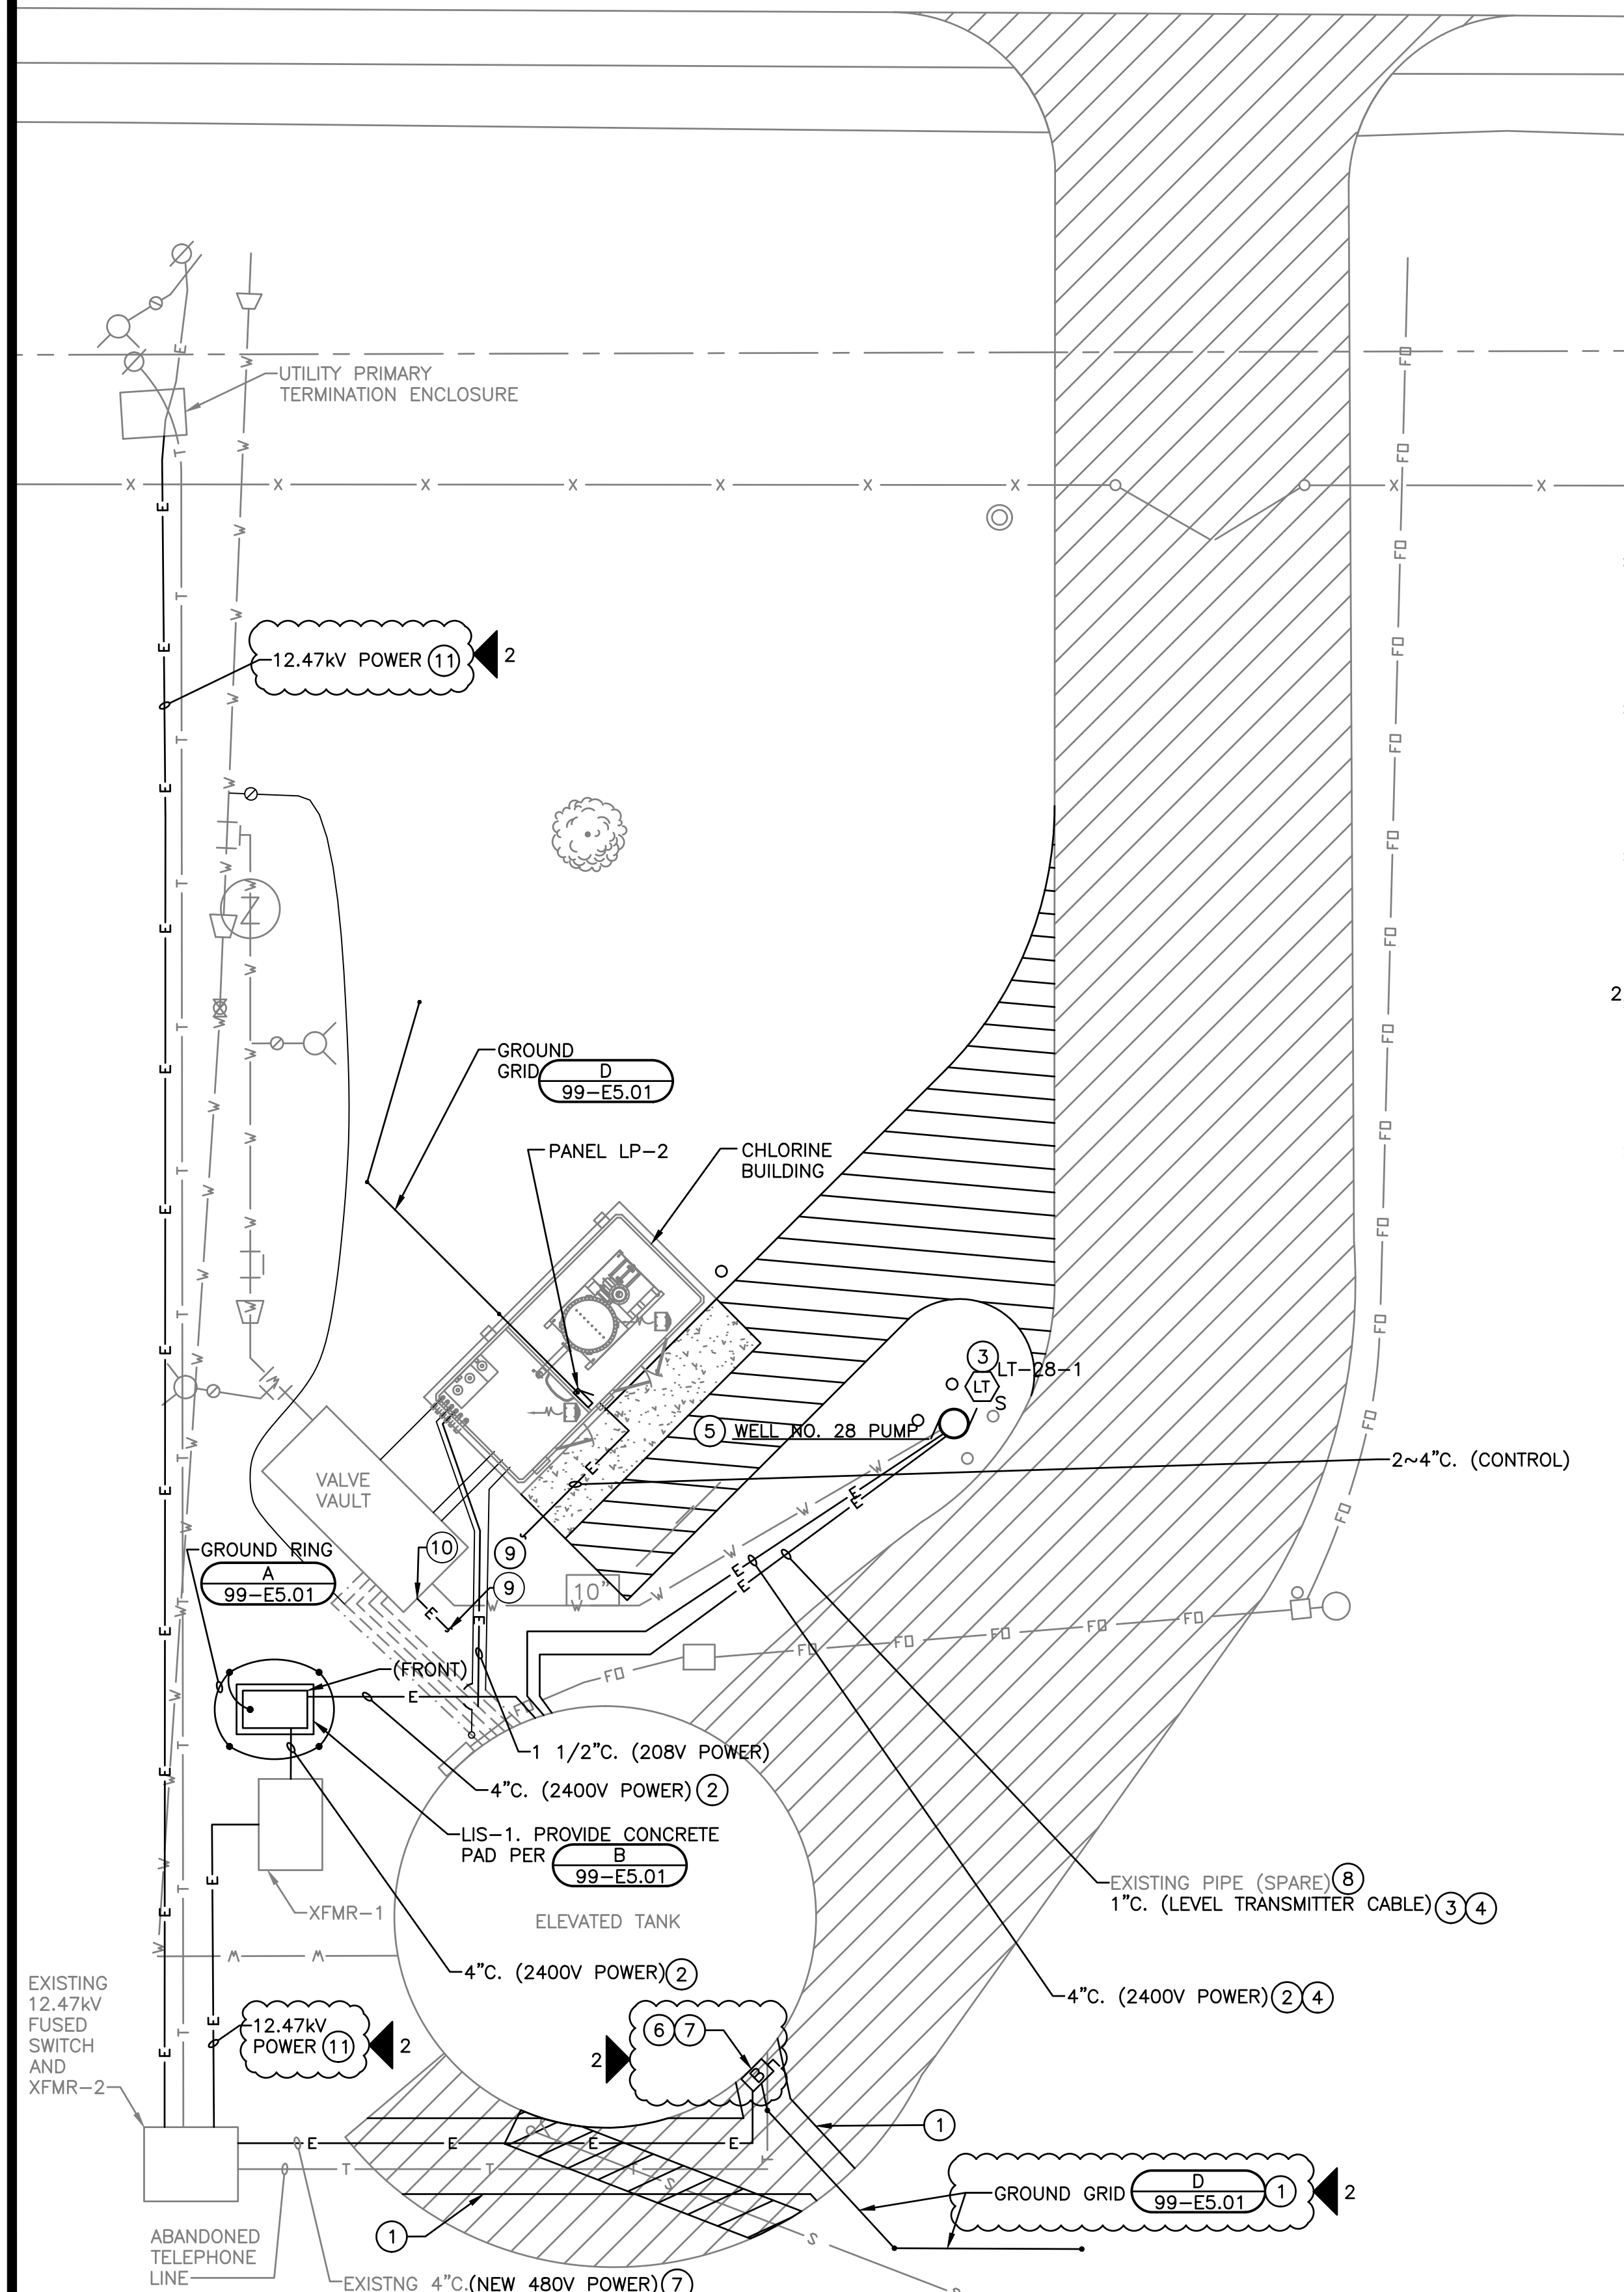 UTILITY PRIMARY
TERMINATION ENCLOSURE
12.47kV POWER 11
2
2
GROUND
GRID
D
99-E5.01
PANEL LP-2
CHLORINE
BUILDING
3
LT-28-1
LT
S
5 WELL NO. 28 PUMP
2~4"C. (CONTROL)
VALVE
VAULT
10
9
9
10"
GROUND RING
A
99-E5.01
(FRONT)
1 1/2"C. (208V POWER)
4"C. (2400V POWER) 2
LIS-1. PROVIDE CONCRETE
PAD PER
B
99-E5.01
EXISTING PIPE (SPARE) 8
1"C. (LEVEL TRANSMITTER CABLE) 3 4
XFMR-1
ELEVATED TANK
4"C. (2400V POWER) 2
4"C. (2400V POWER) 2 4
EXISTING
12.47kV
FUSED
SWITCH
AND
XFMR-2
12.47kV
POWER 11
2
6 7
2
B
1
GROUND GRID
D
99-E5.01
1
2
1
ABANDONED
TELEPHONE
LINE
EXISTNG 4"C.(NEW 480V POWER) 7
E
T
W
X
FO
S